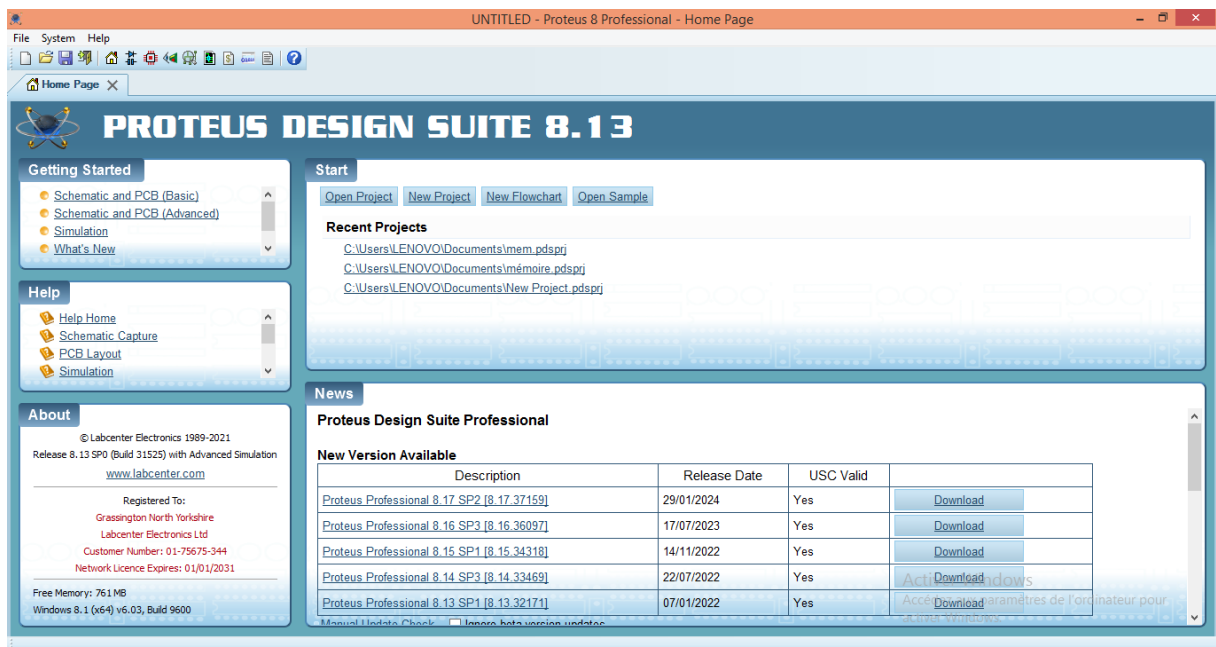 UNTITLED - Proteus 8 Professional - Home Page
File System Help
Home Page
PROTEUS DESIGN SUITE 8.13
Getting Started
Schematic and PCB (Basic)
Schematic and PCB (Advanced)
Simulation
What's New
Help
Help Home
Schematic Capture
PCB Layout
Simulation
About
© Labcenter Electronics 1989-2021
Release 8.13 SP0 (Build 31525) with Advanced Simulation
www.labcenter.com
Registered To:
Grassington North Yorkshire
Labcenter Electronics Ltd
Customer Number: 01-75675-344
Network Licence Expires: 01/01/2031
Free Memory: 761 MB
Windows 8.1 (x64) v6.03, Build 9600
Start
Open Project New Project New Flowchart Open Sample
Recent Projects
C:\Users\LENOVO\Documents\mem.pdsprj
C:\Users\LENOVO\Documents\mémoire.pdsprj
C:\Users\LENOVO\Documents\New Project.pdsprj
News
Proteus Design Suite Professional
New Version Available
Description Release Date USC Valid
Proteus Professional 8.17 SP2 [8.17.37159] 29/01/2024 Yes Download
Proteus Professional 8.16 SP3 [8.16.36097] 17/07/2023 Yes Download
Proteus Professional 8.15 SP1 [8.15.34318] 14/11/2022 Yes Download
Proteus Professional 8.14 SP3 [8.14.33469] 22/07/2022 Yes Download
Proteus Professional 8.13 SP1 [8.13.32171] 07/01/2022 Yes Download
Manual Update Check Ignore beta version updates
paramètres de l'ordinateur pour